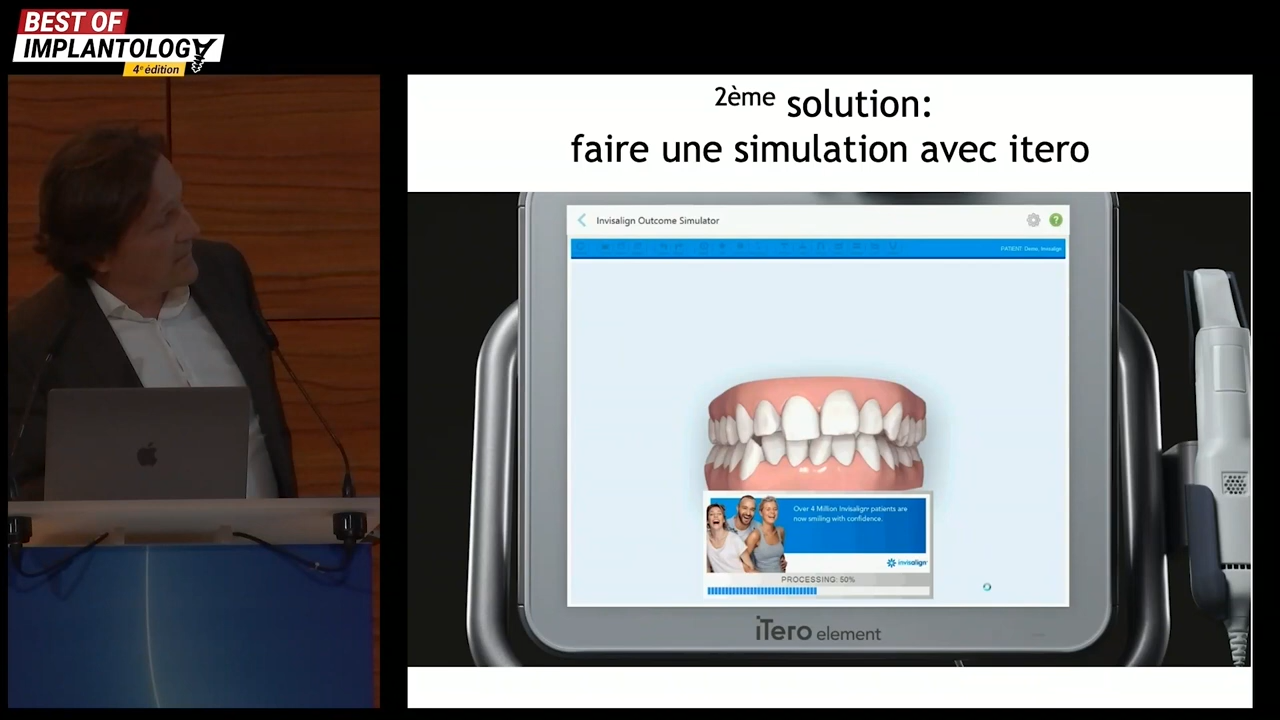 BEST OF
IMPLANTOLOGY
4e édition
2ème solution:
faire une simulation avec itero
Invisalign Outcome Simulator
?
PATIENT: Demo, Invisalign
Over 4 Million Invisalign patients are
now smiling with confidence.
invisalign
PROCESSING: 50%
iTero element